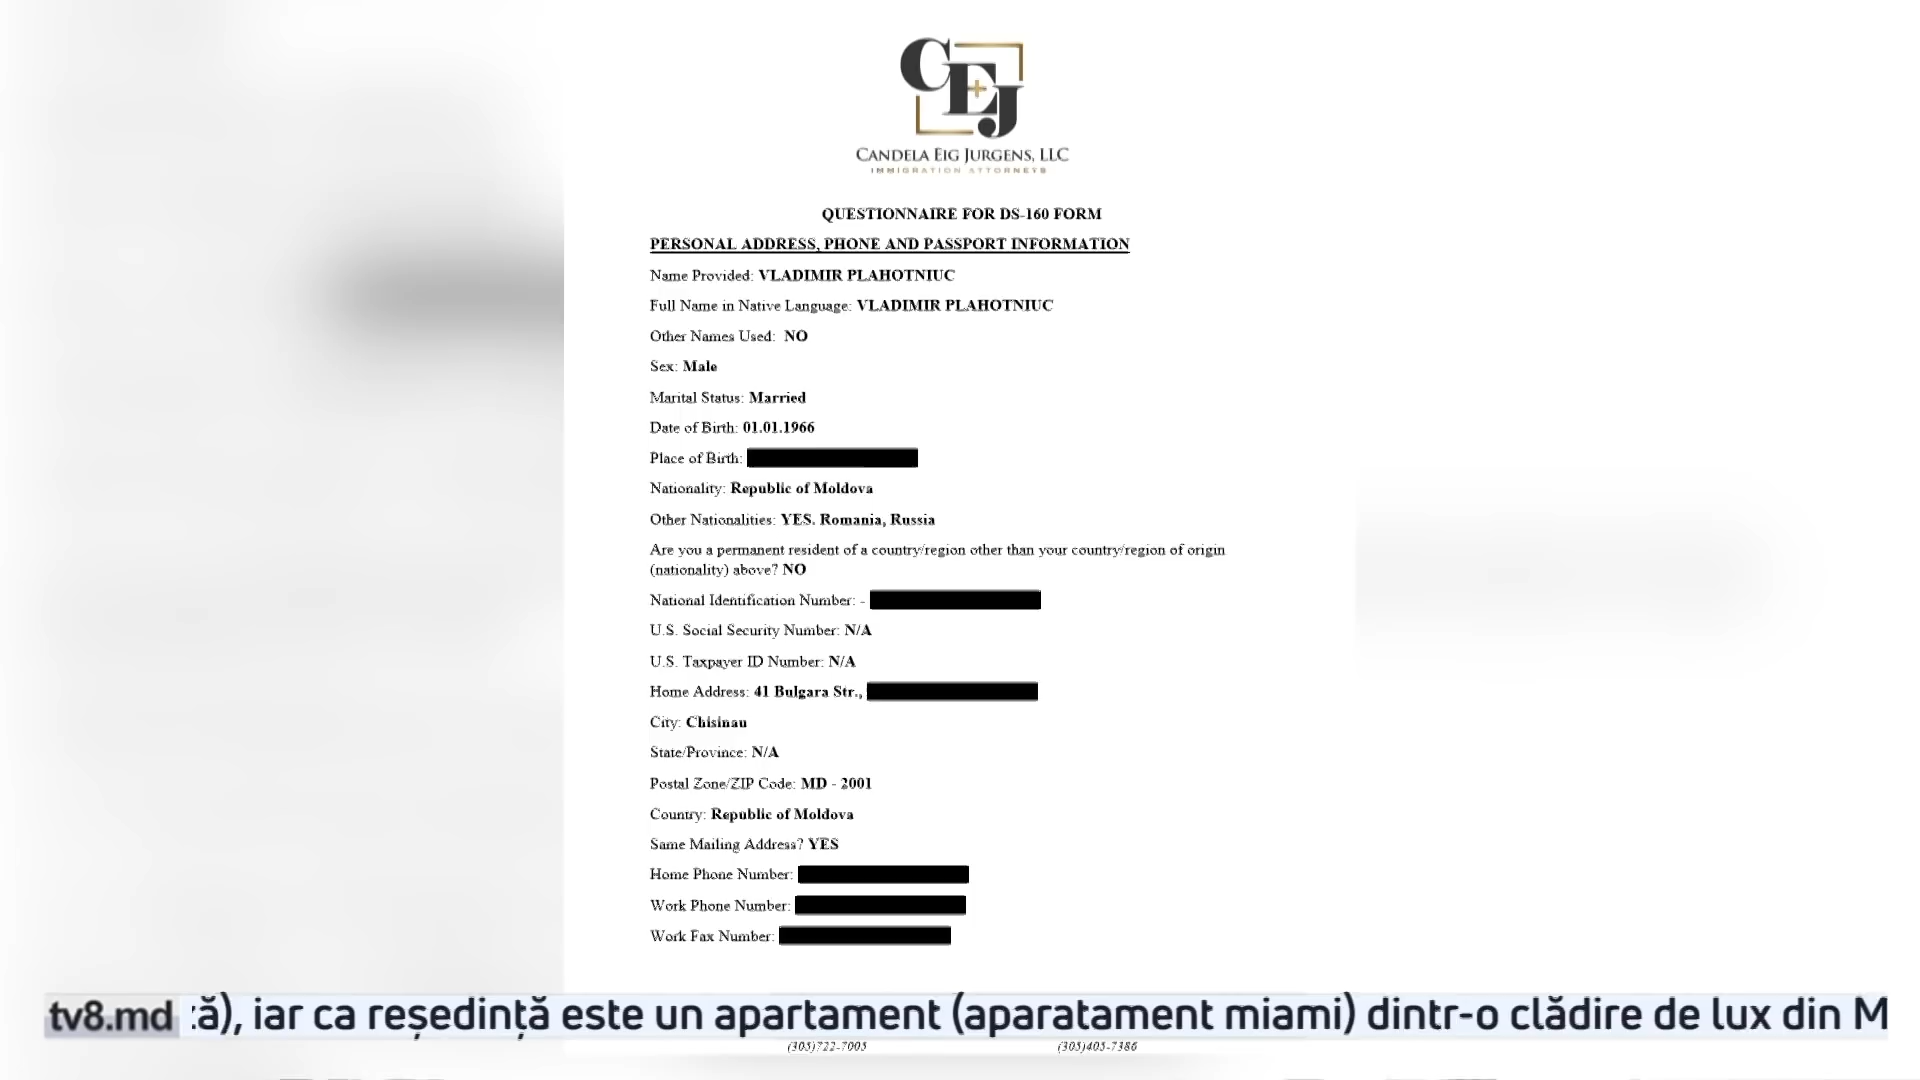 CEJ
CANDELA EIG JURGENS, LLC
IMMIGRATION ATTORNEYS
QUESTIONNAIRE FOR DS-160 FORM
PERSONAL ADDRESS, PHONE AND PASSPORT INFORMATION
Name Provided: VLADIMIR PLAHOTNIUC
Full Name in Native Language: VLADIMIR PLAHOTNIUC
Other Names Used: NO
Sex: Male
Marital Status: Married
Date of Birth: 01.01.1966
Place of Birth:
Nationality: Republic of Moldova
Other Nationalities: YES. Romania, Russia
Are you a permanent resident of a country/region other than your country/region of origin
(nationality) above? NO
National Identification Number: -
U.S. Social Security Number: N/A
U.S. Taxpayer ID Number: N/A
Home Address: 41 Bulgara Str.,
City: Chisinau
State/Province: N/A
Postal Zone/ZIP Code: MD - 2001
Country: Republic of Moldova
Same Mailing Address? YES
Home Phone Number:
Work Phone Number:
Work Fax Number:
tv8.md ză), iar ca reședință este un apartament (aparatament miami) dintr-o clădire de lux din M
(305)722-7005 (305)405-7386